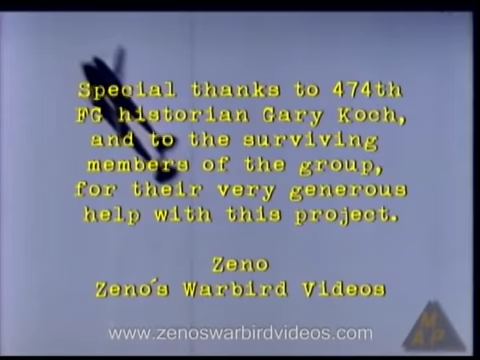 Special thanks to 474th
FG historian Gary Koch,
and to the surviving
members of the group,
for their very generous
help with this project.
Zeno
Zeno's Warbird Videos
www.zenoswarbirdvideos.com
MAP